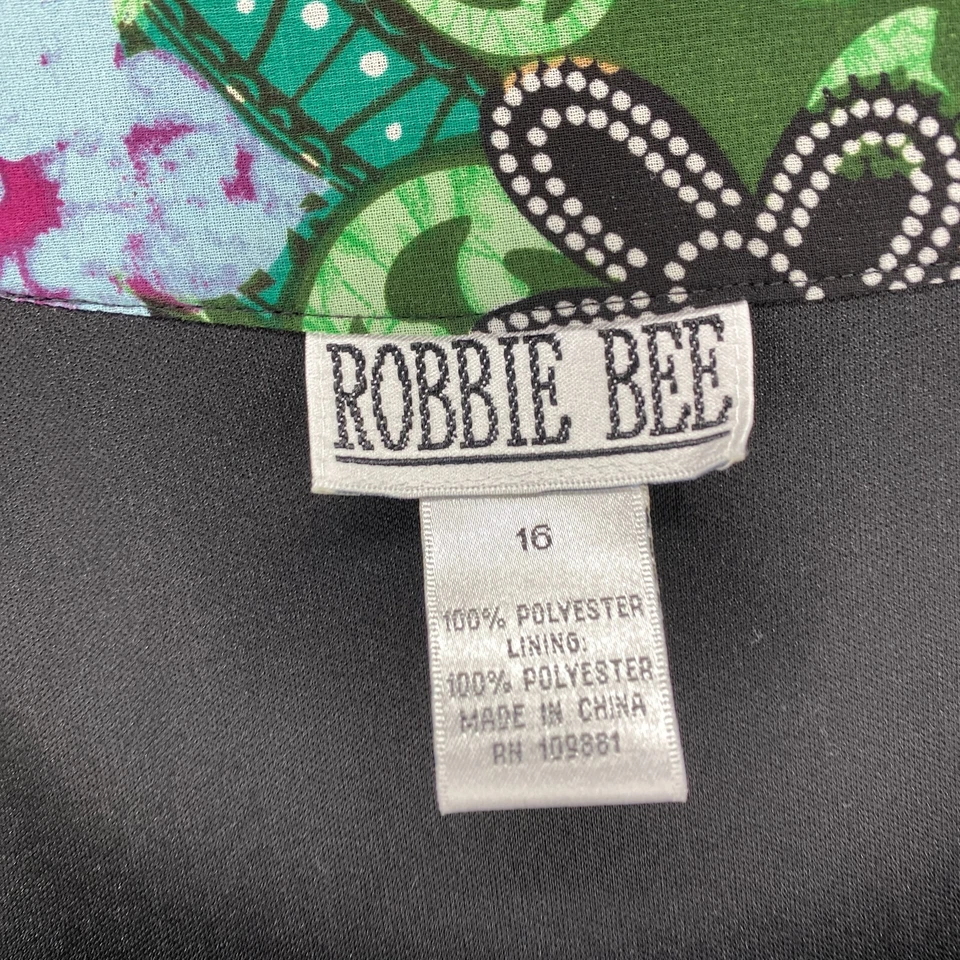 ROBBIE BEE
16
100% POLYESTER
LINING:
100% POLYESTER
MADE IN CHINA
RN 109881